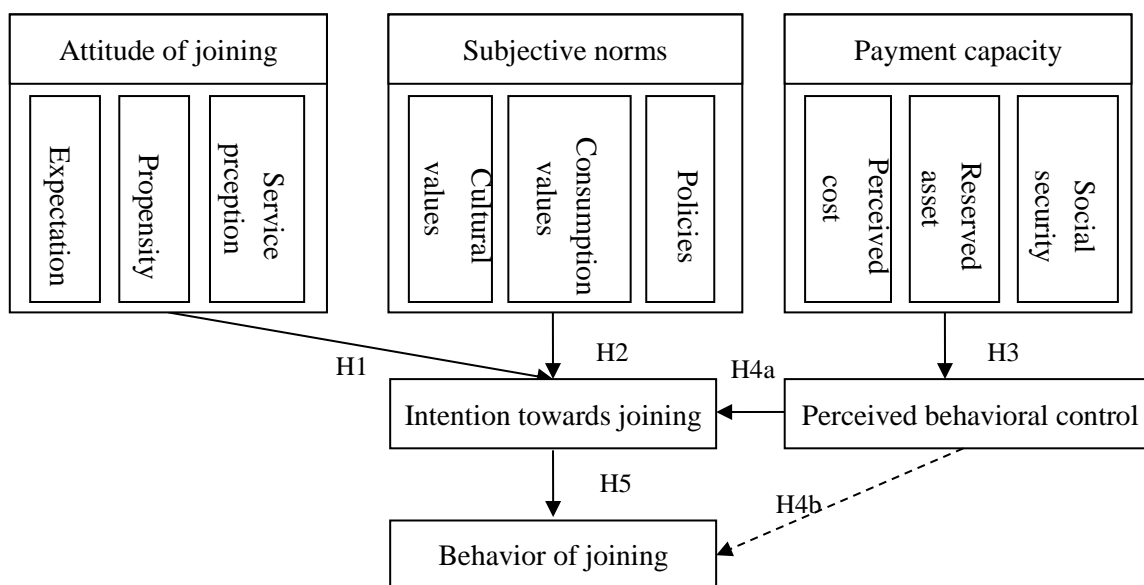 Attitude of joining
Subjective norms
Payment capacity
Expectation
Propensity
Service
prception
Cultural
values
Consumption
values
Policies
Perceived
cost
Reserved
asset
Social
security
H1
H2
H4a
H3
Intention towards joining
Perceived behavioral control
H5
H4b
Behavior of joining